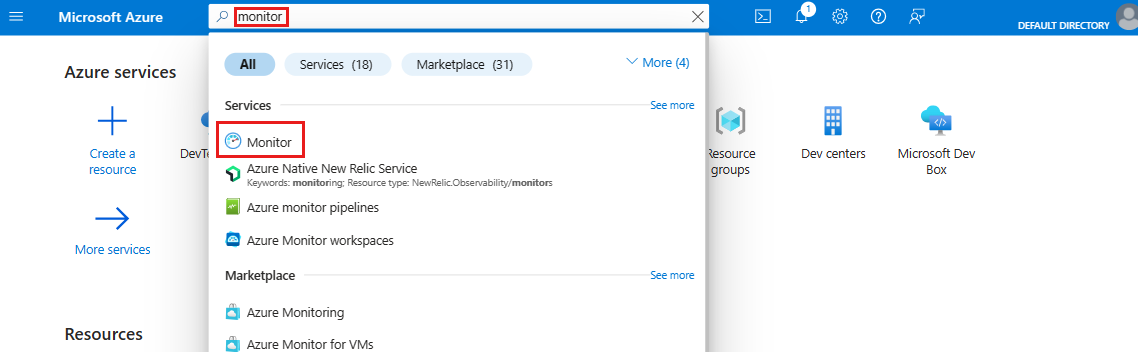 Microsoft Azure
monitor
1
DEFAULT DIRECTORY
All
Services (18)
Marketplace (31)
More (4)
Azure services
Services
See more
Create a
resource
DevTe
Monitor
Azure Native New Relic Service
Keywords: monitoring; Resource type: NewRelic.Observability/monitors
Azure monitor pipelines
Azure Monitor workspaces
Resource
groups
Dev centers
Microsoft Dev
Box
More services
Marketplace
See more
Azure Monitoring
Azure Monitor for VMs
Resources